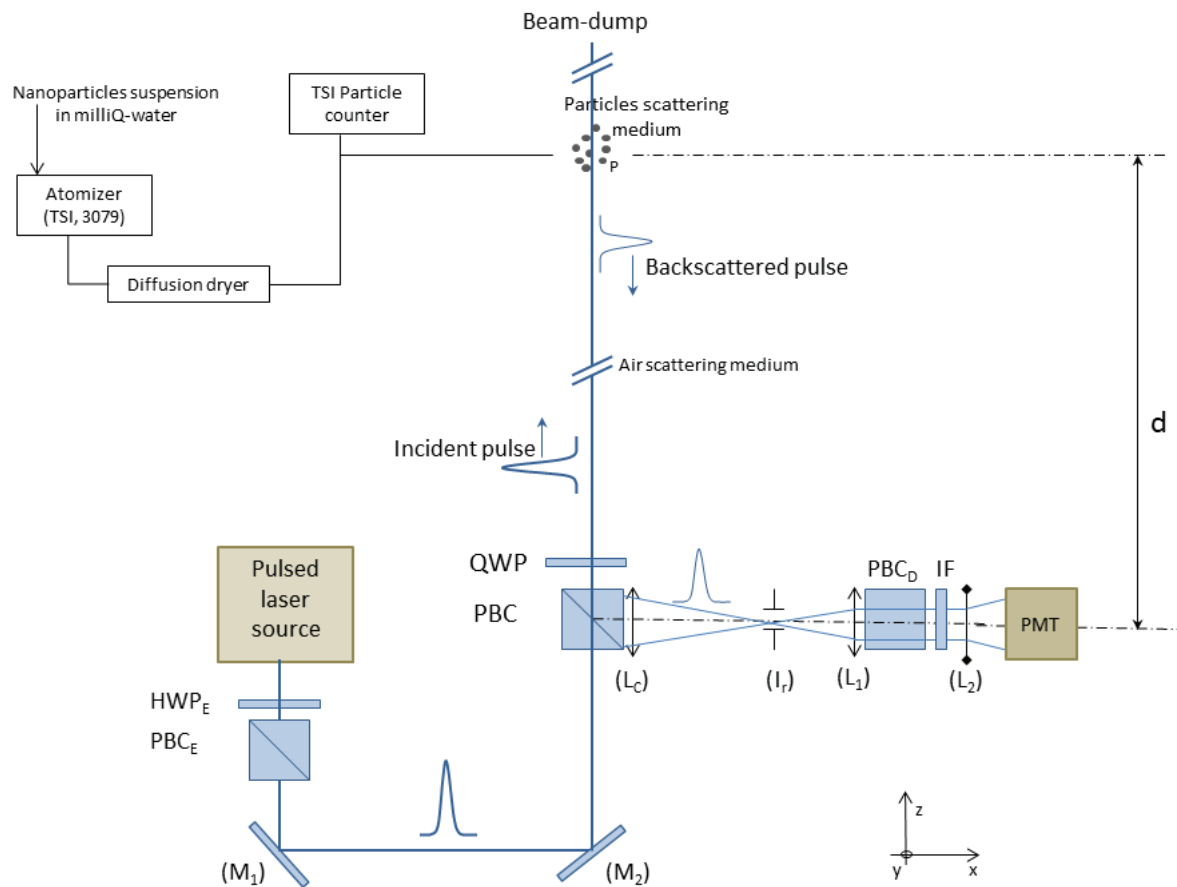 Beam-dump
Nanoparticles suspension
in milliQ-water
TSI Particle
counter
Particles scattering
medium
P
Atomizer
(TSI, 3079)
Diffusion dryer
Backscattered pulse
Air scattering medium
Incident pulse
d
QWP
PBC
Pulsed
laser
source
PBC_D
IF
PMT
(L_C)
(I_r)
(L_1)
(L_2)
HWP_E
PBC_E
(M_1)
(M_2)
z
y
x